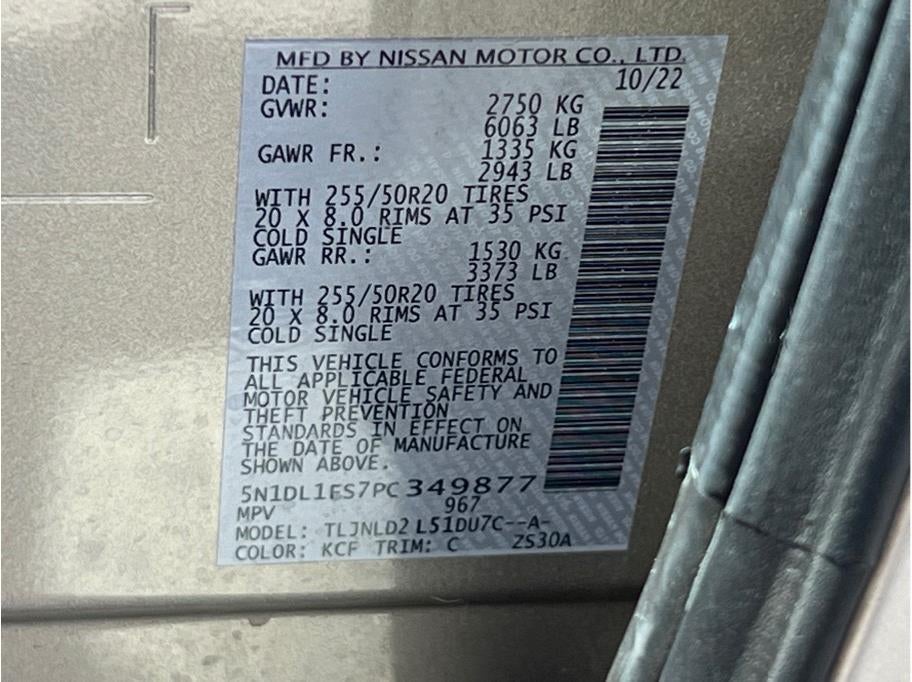 MFD BY NISSAN MOTOR CO., LTD.
DATE: 10/22
GVWR: 2750 KG
6063 LB
GAWR FR.: 1335 KG
2943 LB
WITH 255/50R20 TIRES
20 X 8.0 RIMS AT 35 PSI
COLD SINGLE
GAWR RR.: 1530 KG
3373 LB
WITH 255/50R20 TIRES
20 X 8.0 RIMS AT 35 PSI
COLD SINGLE
THIS VEHICLE CONFORMS TO
ALL APPLICABLE FEDERAL
MOTOR VEHICLE SAFETY AND
THEFT PREVENTION
STANDARDS IN EFFECT ON
THE DATE OF MANUFACTURE
SHOWN ABOVE.
5N1DL1FS7PC349877
MPV 967
MODEL: TLJNLD2 L51DU7C--A-
COLOR: KCF TRIM: C ZS30A